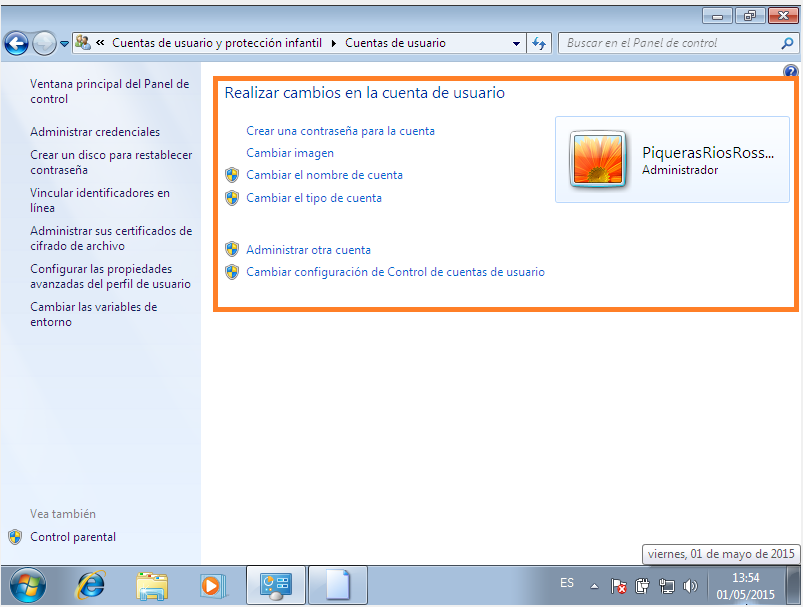 « Cuentas de usuario y protección infantil ▸ Cuentas de usuario
Buscar en el Panel de control
Ventana principal del Panel de
control
Administrar credenciales
Crear un disco para restablecer
contraseña
Vincular identificadores en
línea
Administrar sus certificados de
cifrado de archivo
Configurar las propiedades
avanzadas del perfil de usuario
Cambiar las variables de
entorno
Vea también
Control parental
Realizar cambios en la cuenta de usuario
Crear una contraseña para la cuenta
Cambiar imagen
Cambiar el nombre de cuenta
Cambiar el tipo de cuenta
Administrar otra cuenta
Cambiar configuración de Control de cuentas de usuario
PiquerasRiosRoss...
Administrador
viernes, 01 de mayo de 2015
ES
13:54
01/05/2015